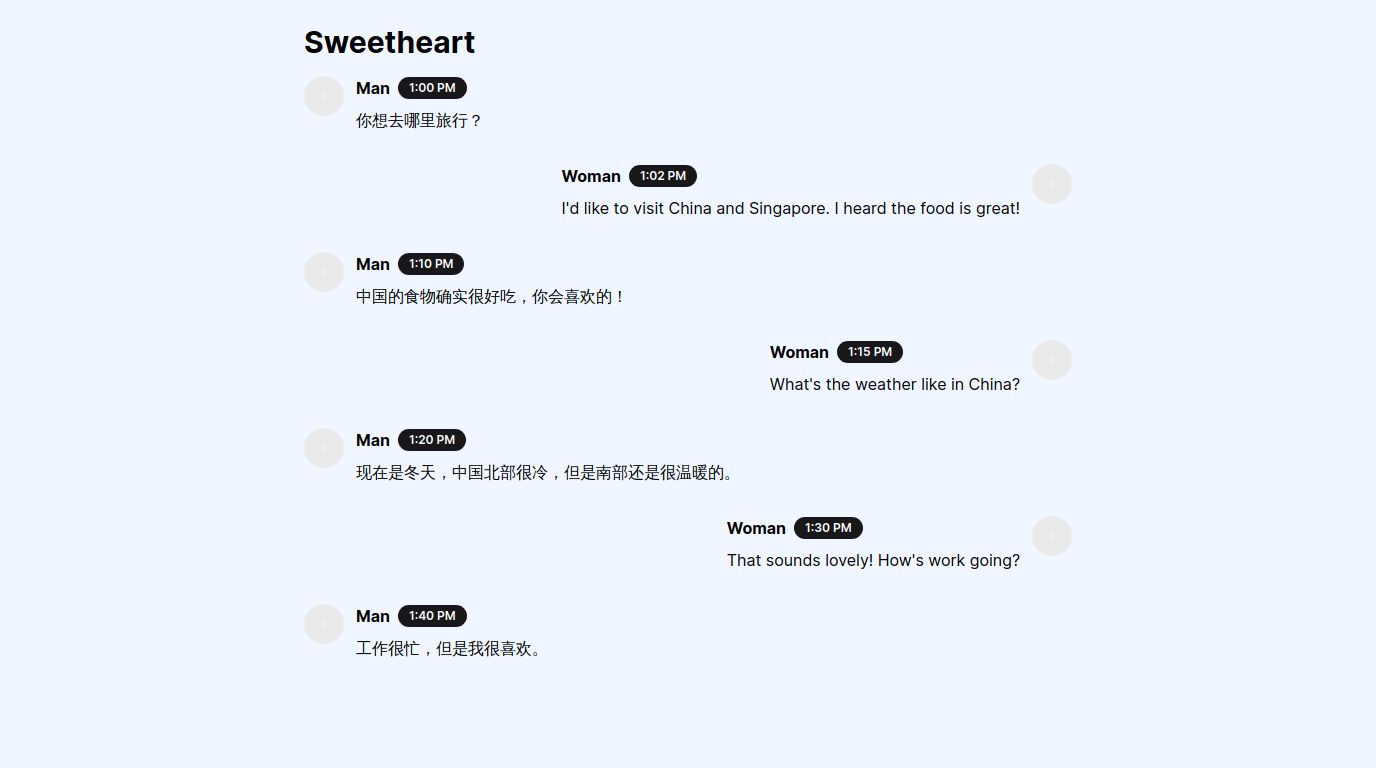 Sweetheart
Man 1:00 PM
你想去哪里旅行？
Woman 1:02 PM
I'd like to visit China and Singapore. I heard the food is great!
Man 1:10 PM
中国的食物确实很好吃，你会喜欢的！
Woman 1:15 PM
What's the weather like in China?
Man 1:20 PM
现在是冬天，中国北部很冷，但是南部还是很温暖的。
Woman 1:30 PM
That sounds lovely! How's work going?
Man 1:40 PM
工作很忙，但是我很喜欢。